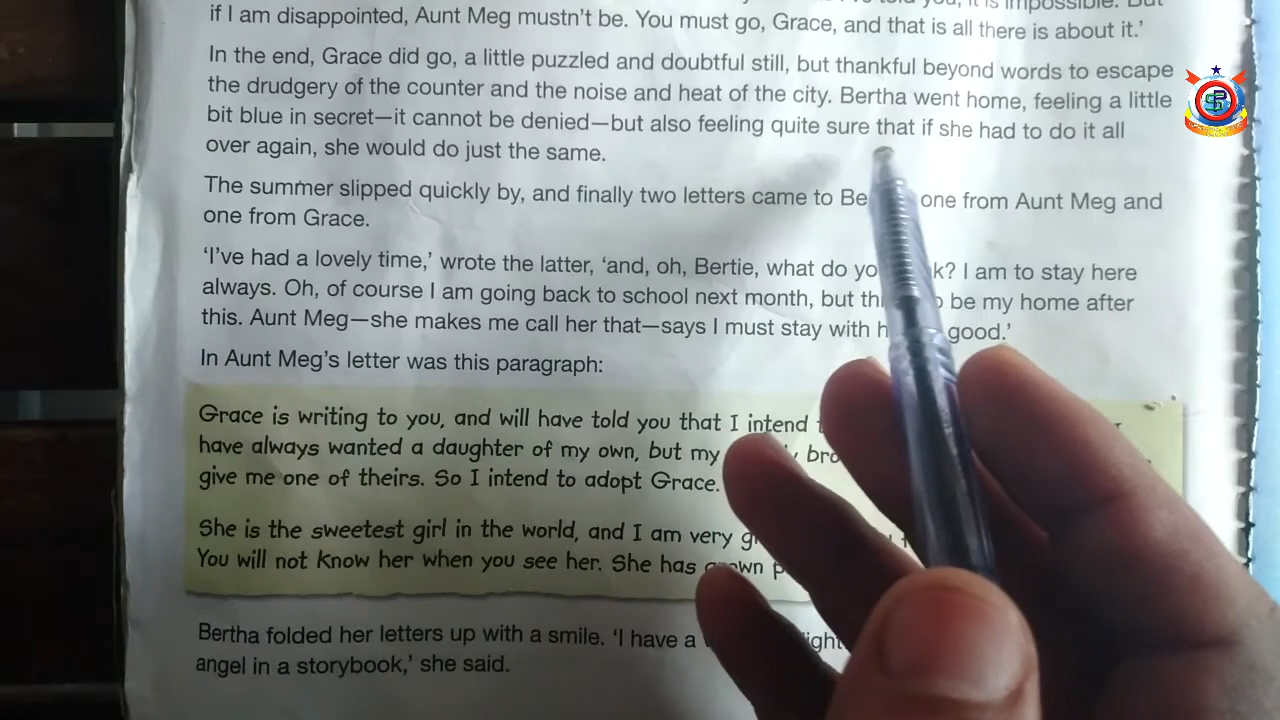 if I am disappointed, Aunt Meg mustn't be. You must go, Grace, and that is all there is about it.'
In the end, Grace did go, a little puzzled and doubtful still, but thankful beyond words to escape
the drudgery of the counter and the noise and heat of the city. Bertha went home, feeling a little
bit blue in secret—it cannot be denied—but also feeling quite sure that if she had to do it all
over again, she would do just the same.
The summer slipped quickly by, and finally two letters came to one from Aunt Meg and
one from Grace.
'I've had a lovely time,' wrote the latter, 'and, oh, Bertie, what do I am to stay here
always. Oh, of course I am going back to school next month, but be my home after
this. Aunt Meg—she makes me call her that—says I must stay with good.'
In Aunt Meg's letter was this paragraph:
Grace is writing to you, and will have told you that I intend
have always wanted a daughter of my own, but my
give me one of theirs. So I intend to adopt Grace.
She is the sweetest girl in the world, and I am very
You will not know her when you see her. She has
Bertha folded her letters up with a smile. 'I have a
angel in a storybook,' she said.